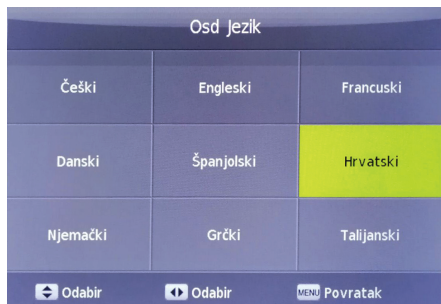 Osd Jezik
Češki Engleski Francuski
Danski Španjolski Hrvatski
Njemački Grčki Talijanski
Odabir Odabir MENU Povratak